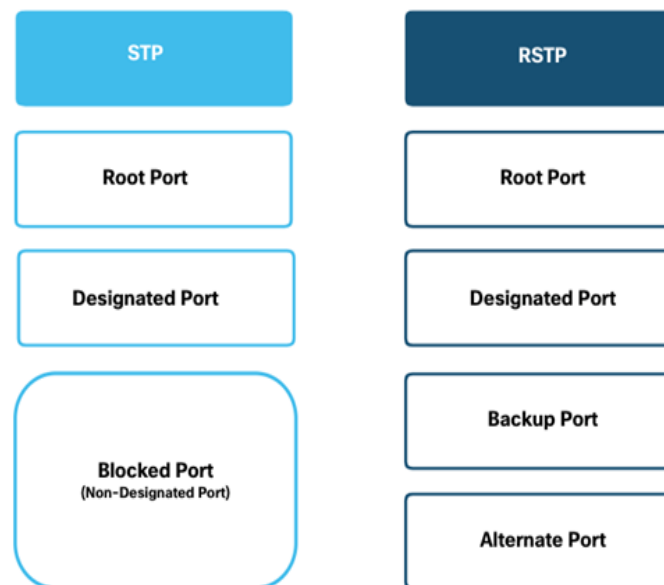 STP
Root Port
Designated Port
Blocked Port
(Non-Designated Port)
RSTP
Root Port
Designated Port
Backup Port
Alternate Port